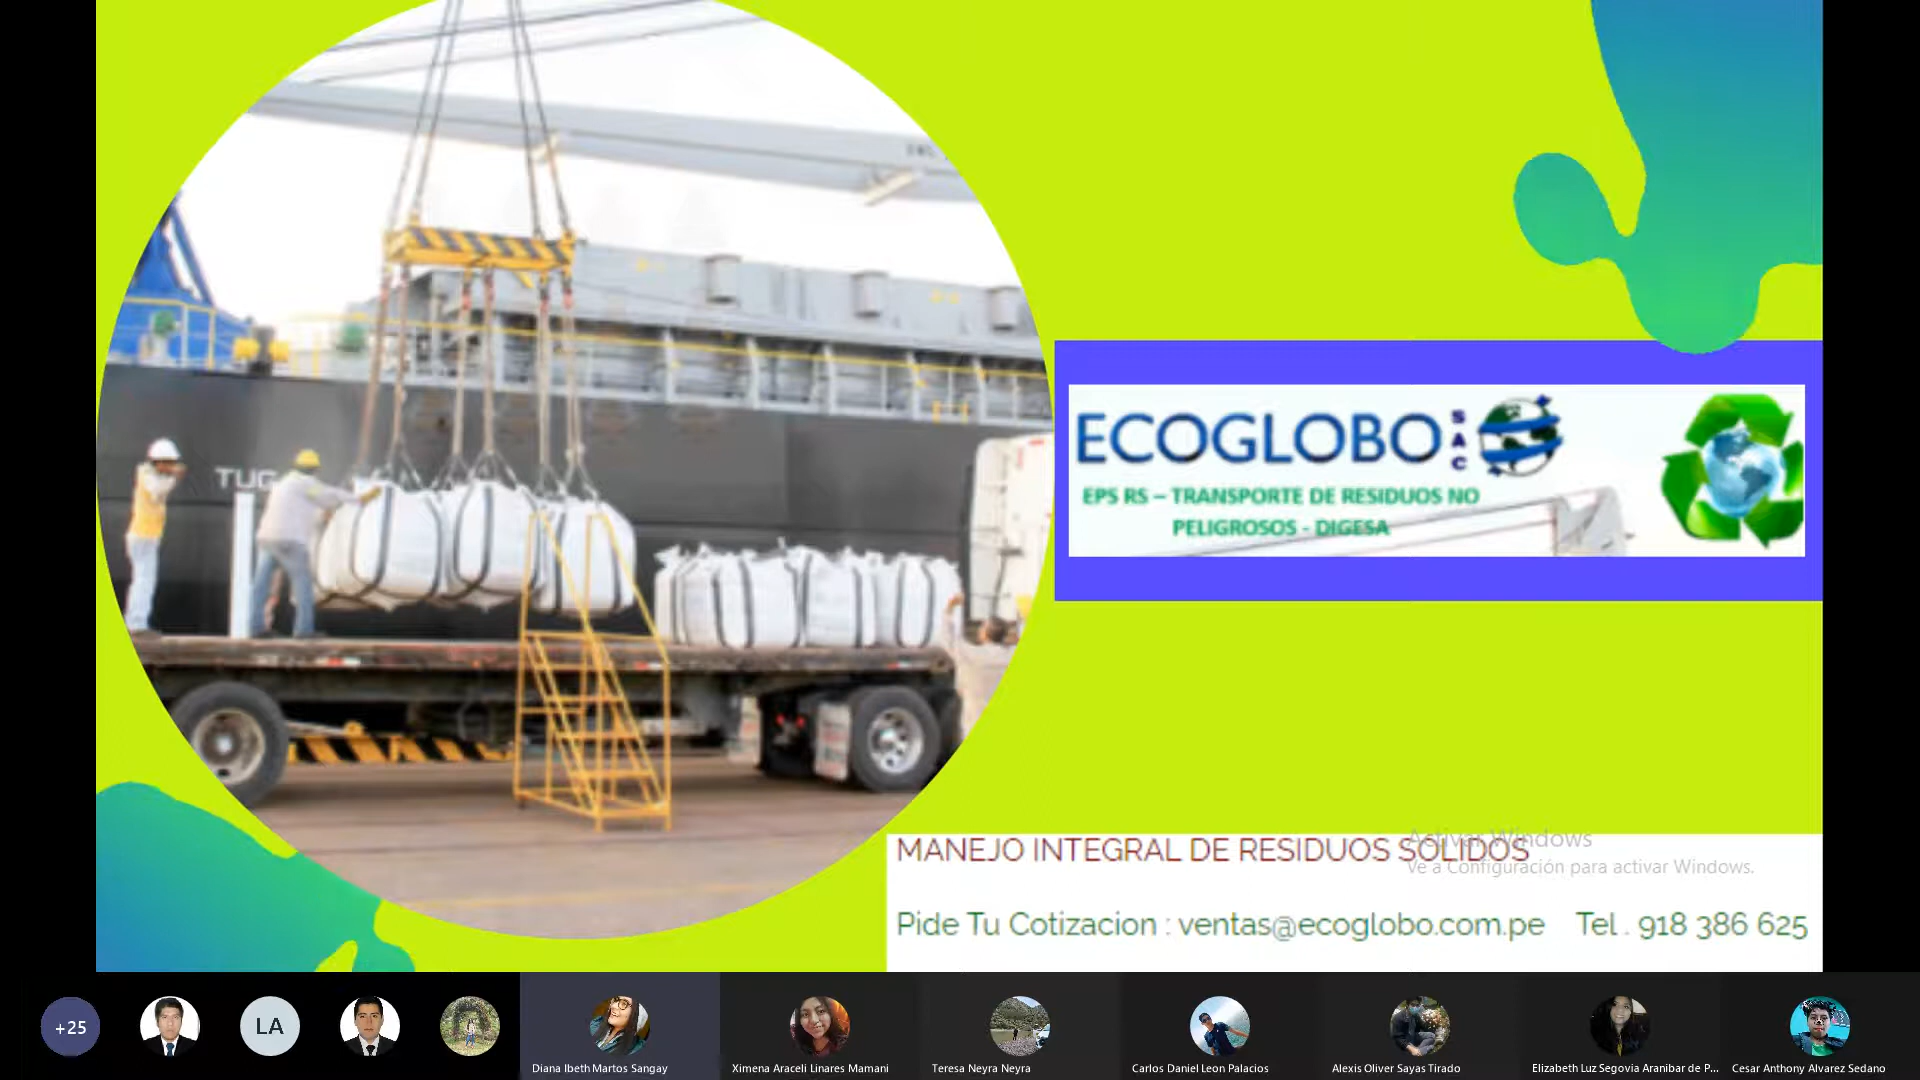 TUC
ECOGLOBO SAC
EPS RS – TRANSPORTE DE RESIDUOS NO
PELIGROSOS - DIGESA
MANEJO INTEGRAL DE RESIDUOS SOLIDOS
Activar Windows
Ve a Configuración para activar Windows.
Pide Tu Cotizacion : ventas@ecoglobo.com.pe Tel . 918 386 625
+25
LA
Diana Ibeth Martos Sangay
Ximena Araceli Linares Mamani
Teresa Neyra Neyra
Carlos Daniel Leon Palacios
Alexis Oliver Sayas Tirado
Elizabeth Luz Segovia Aranibar de P...
Cesar Anthony Alvarez Sedano